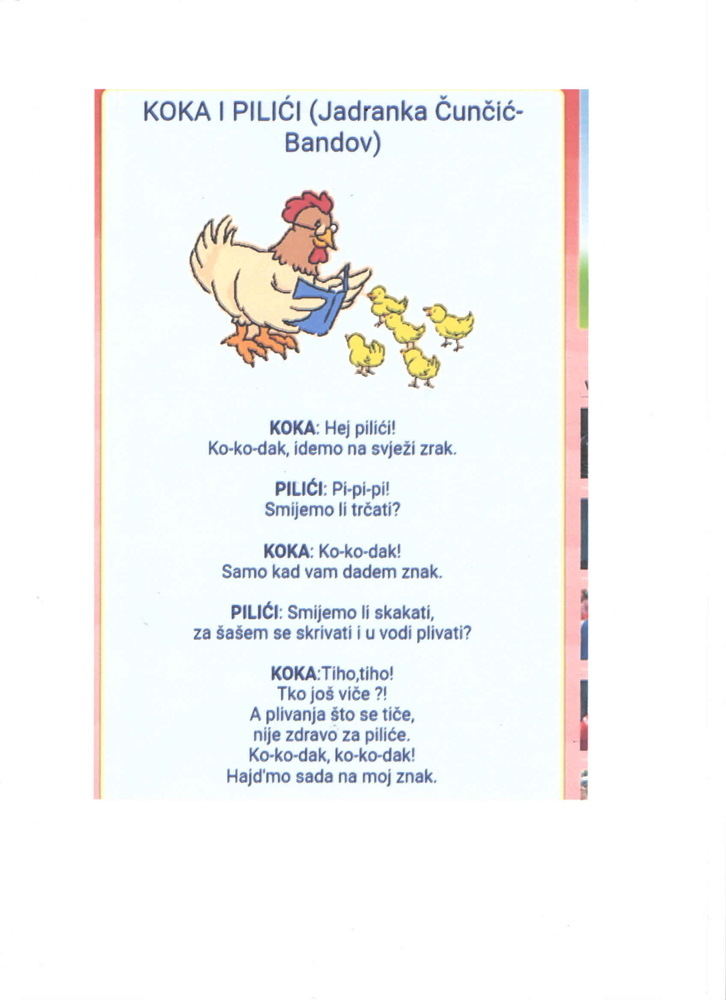 KOKA I PILIĆI (Jadranka Čunčić-
Bandov)
KOKA: Hej pilići!
Ko-ko-dak, idemo na svježi zrak.
PILIĆI: Pi-pi-pi!
Smijemo li trčati?
KOKA: Ko-ko-dak!
Samo kad vam dadem znak.
PILIĆI: Smijemo li skakati,
za šašem se skrivati i u vodi plivati?
KOKA:Tiho,tiho!
Tko još viče ?!
A plivanja što se tiče,
nije zdravo za piliće.
Ko-ko-dak, ko-ko-dak!
Hajd'mo sada na moj znak.